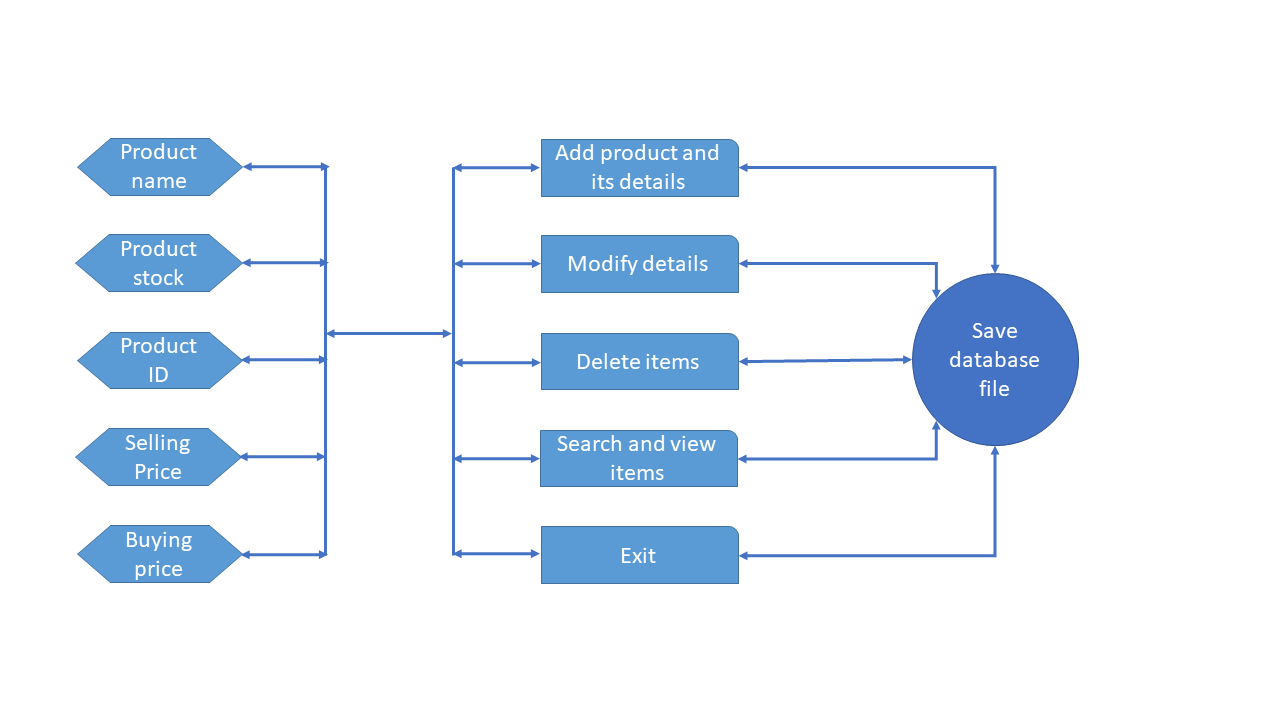 Product
name
Product
stock
Product
ID
Selling
Price
Buying
price
Add product and
its details
Modify details
Delete items
Search and view
items
Exit
Save
database
file